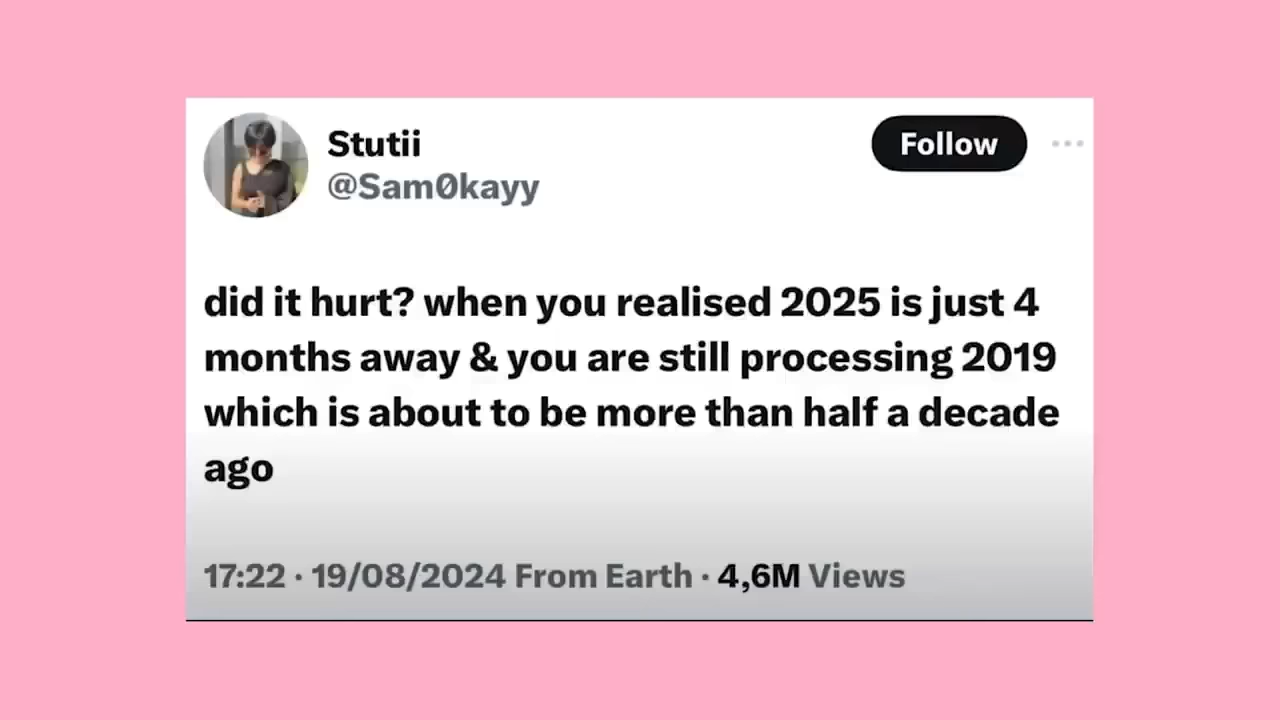 Stutii
Follow
@Sam0kayy
did it hurt? when you realised 2025 is just 4
months away & you are still processing 2019
which is about to be more than half a decade
ago
17:22 · 19/08/2024 From Earth · 4,6M Views